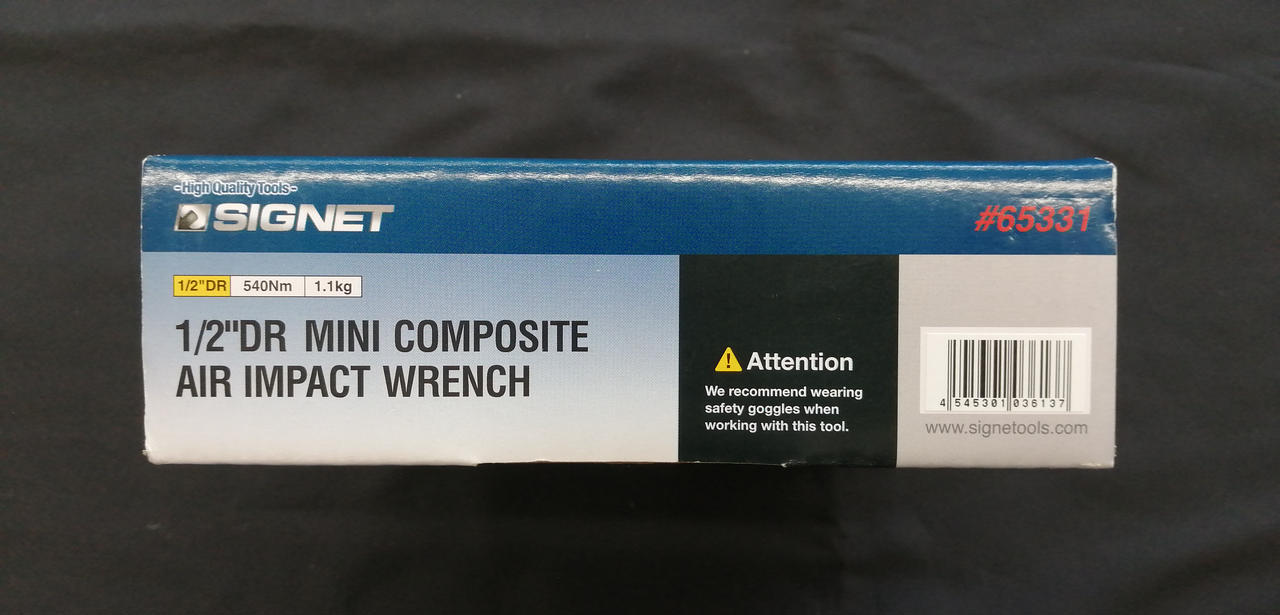 -High Quality Tools-
SIGNET
#65331
1/2"DR 540Nm 1.1kg
1/2"DR MINI COMPOSITE
AIR IMPACT WRENCH
Attention
We recommend wearing
safety goggles when
working with this tool.
4 545301 036137
www.signetools.com